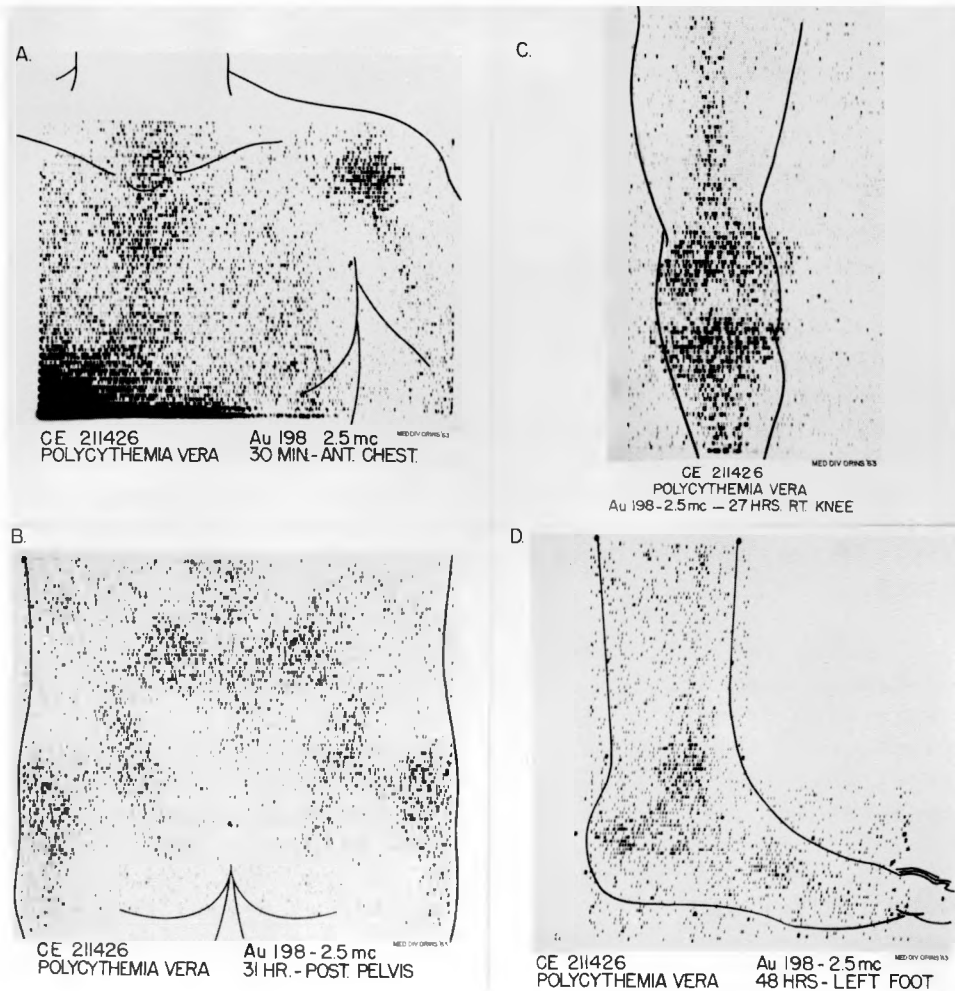 A.
CE 211426 Au 198 2.5 mc MED DIV ORINS '63
POLYCYTHEMIA VERA 30 MIN.-ANT. CHEST.
B.
CE 211426 Au 198-2.5 mc
POLYCYTHEMIA VERA 31 HR.-POST. PELVIS
C.
MED DIV ORINS '63
CE 211426
POLYCYTHEMIA VERA
Au 198-2.5 mc — 27 HRS. RT. KNEE
D.
CE 211426 Au 198-2.5 mc MED DIV ORINS '63
POLYCYTHEMIA VERA 48 HRS-LEFT FOOT